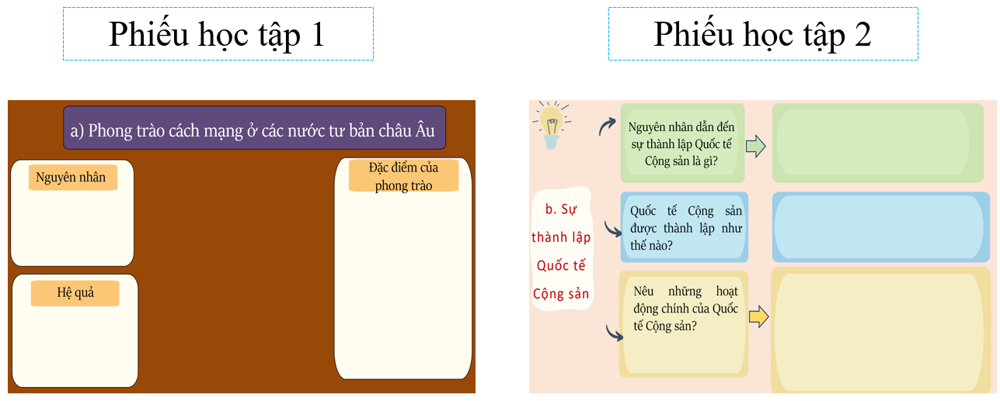 Phiếu học tập 1
Phiếu học tập 2
a) Phong trào cách mạng ở các nước tư bản châu Âu
Nguyên nhân
Đặc điểm của
phong trào
Hệ quả
b. Sự
thành lập
Quốc tế
Cộng sản
Nguyên nhân dẫn đến
sự thành lập Quốc tế
Cộng sản là gì?
Quốc tế Cộng sản
được thành lập như
thế nào?
Nêu những hoạt
động chính của Quốc
tế Cộng sản?